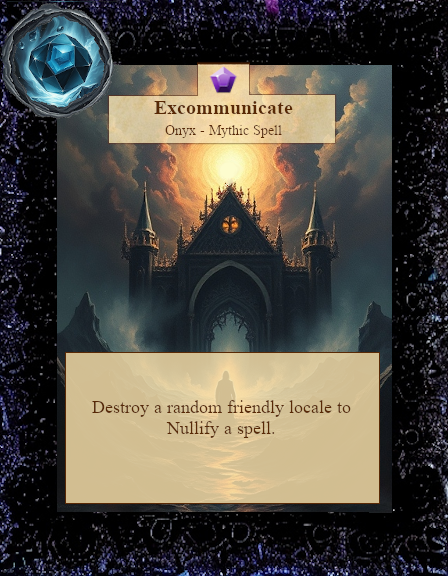 Excommunicate
Onyx - Mythic Spell
Destroy a random friendly locale to
Nullify a spell.